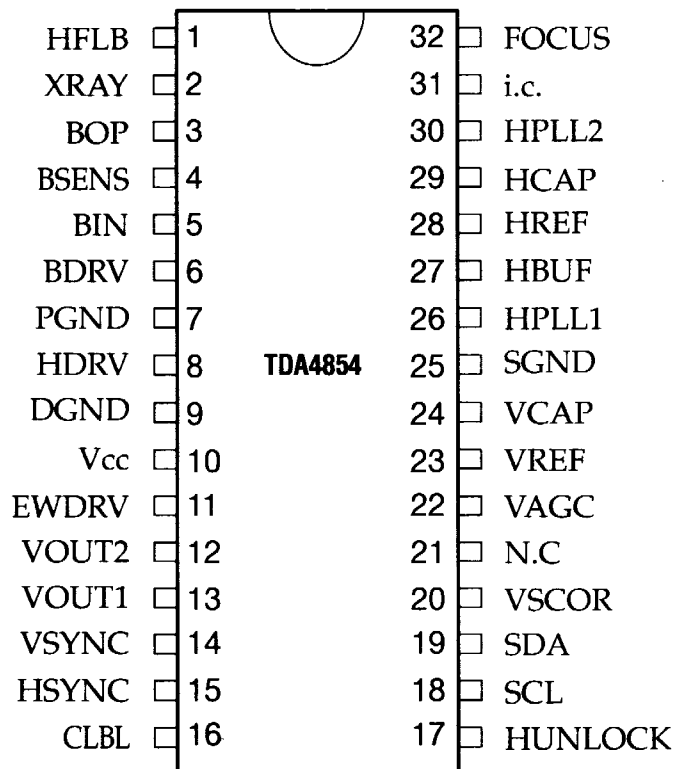 HFLB 1 32 FOCUS
XRAY 2 31 i.c.
BOP 3 30 HPLL2
BSENS 4 29 HCAP
BIN 5 28 HREF
BDRV 6 27 HBUF
PGND 7 26 HPLL1
HDRV 8 TDA4854 25 SGND
DGND 9 24 VCAP
Vcc 10 23 VREF
EWDRV 11 22 VAGC
VOUT2 12 21 N.C
VOUT1 13 20 VSCOR
VSYNC 14 19 SDA
HSYNC 15 18 SCL
CLBL 16 17 HUNLOCK